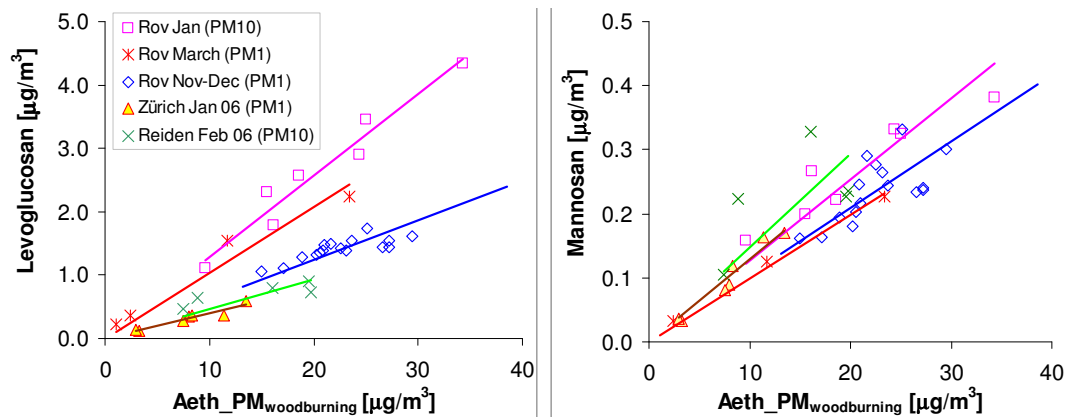 Levoglucosan [µg/m³]
5.0
4.0
3.0
2.0
1.0
0.0
Rov Jan (PM10)
Rov March (PM1)
Rov Nov-Dec (PM1)
Zürich Jan 06 (PM1)
Reiden Feb 06 (PM10)
0 10 20 30 40
Aeth_PMwoodburning [µg/m³]
Mannosan [µg/m³]
0.5
0.4
0.3
0.2
0.1
0.0
0 10 20 30 40
Aeth_PMwoodburning [µg/m³]